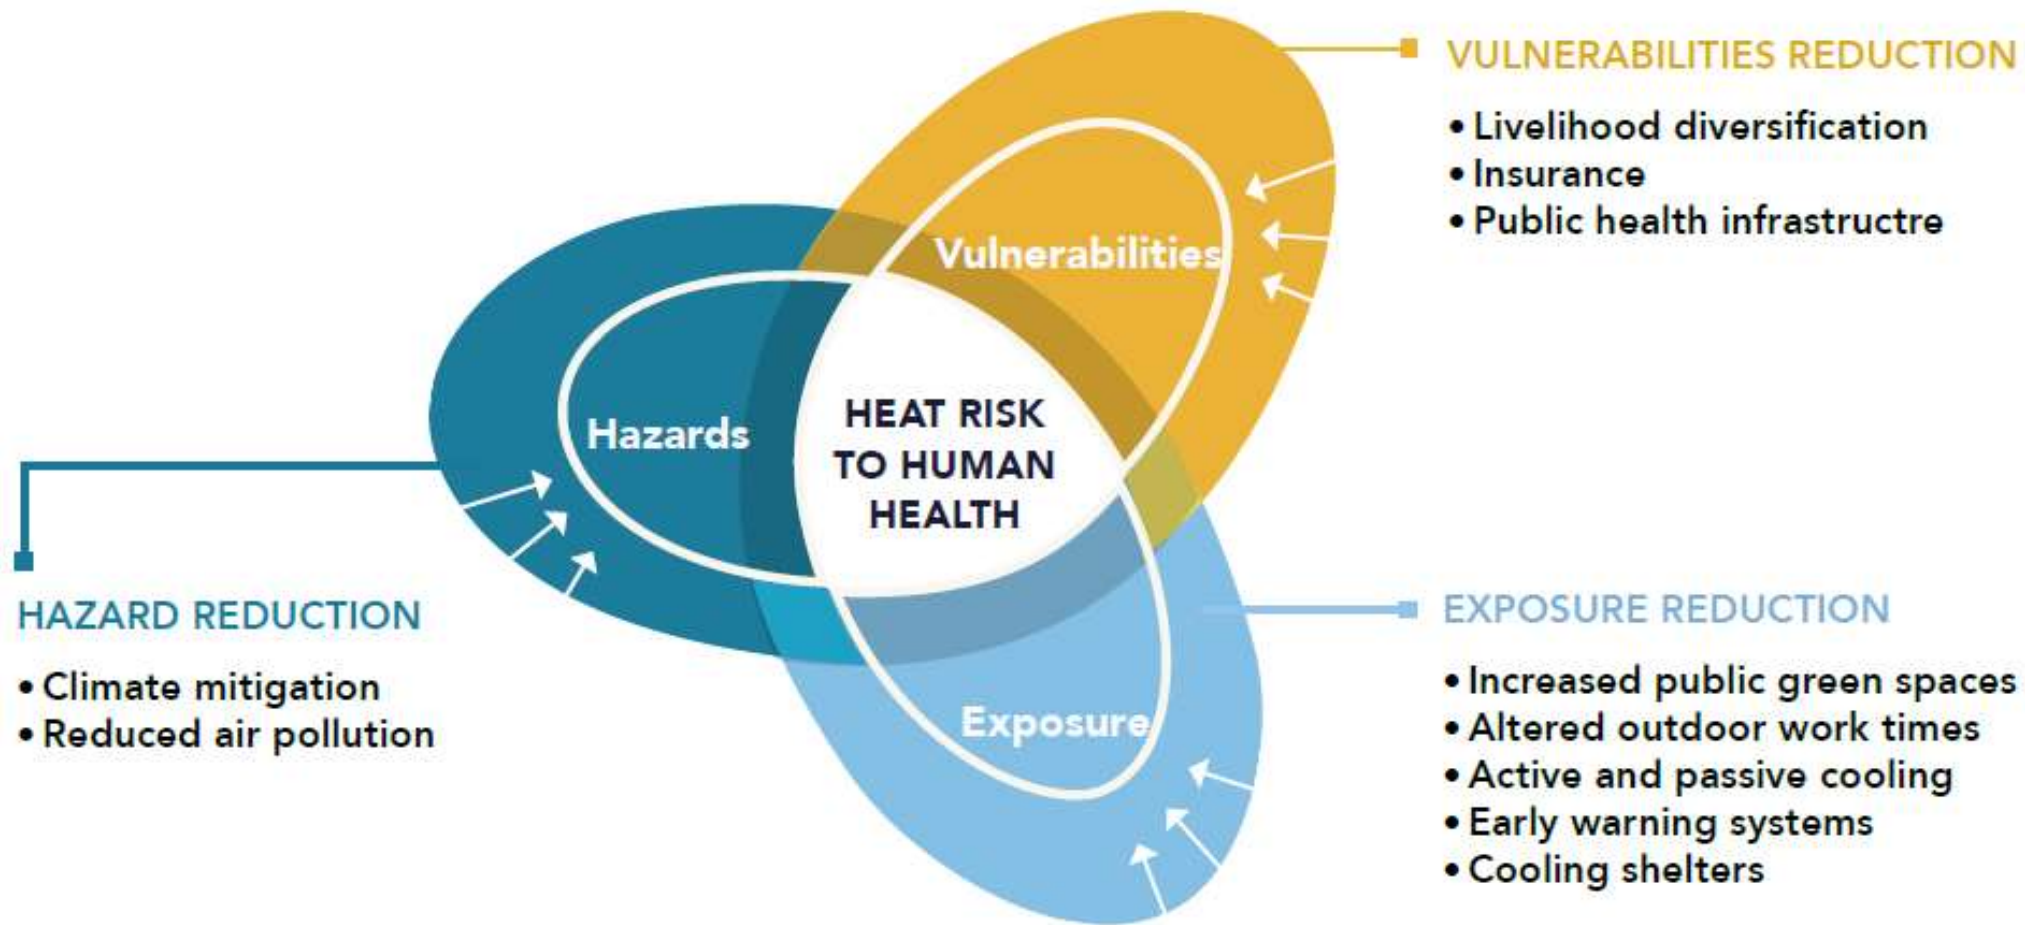 VULNERABILITIES REDUCTION
• Livelihood diversification
• Insurance
• Public health infrastructre
Vulnerabilities
Hazards
HEAT RISK
TO HUMAN
HEALTH
HAZARD REDUCTION
• Climate mitigation
• Reduced air pollution
Exposure
EXPOSURE REDUCTION
• Increased public green spaces
• Altered outdoor work times
• Active and passive cooling
• Early warning systems
• Cooling shelters